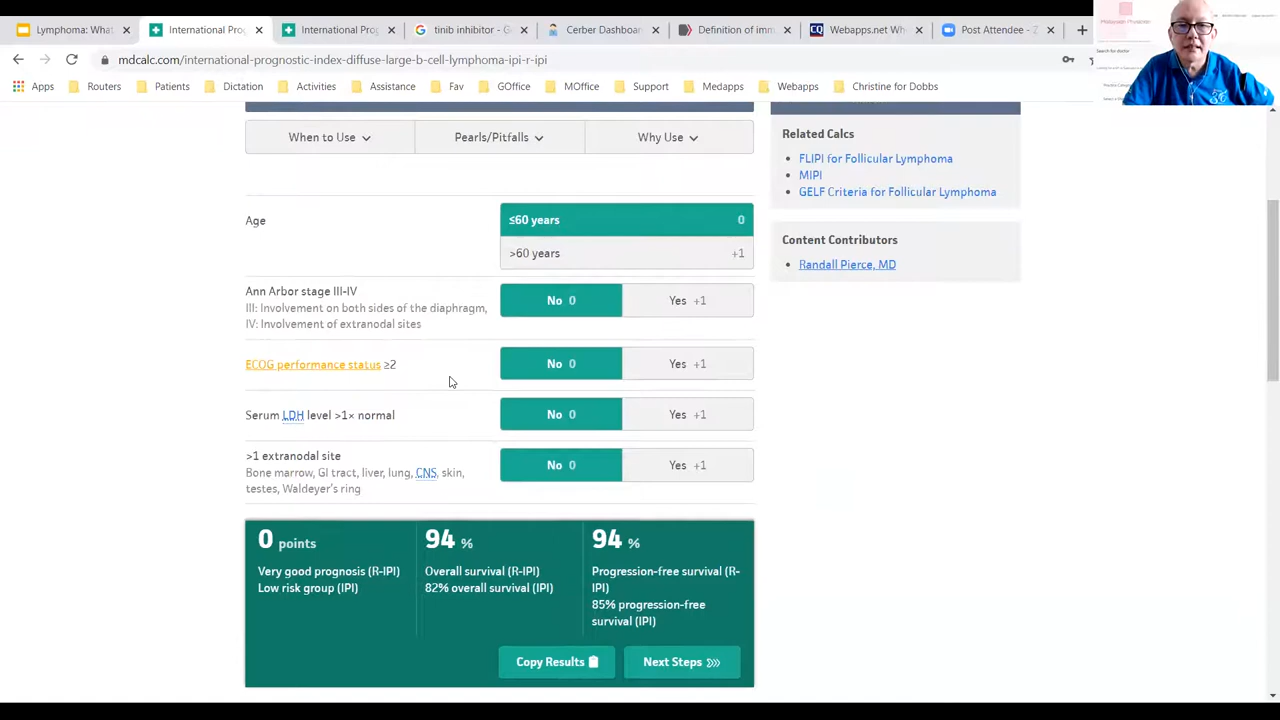 Lymphoma: What
International Pro
International
Cerber Dashboa
Definition of imm
Webapps.net Wh
Post Attendee - Z
mdcalc.com/international-prognostic-index-diffuse-large-b-cell-lymphoma-ipi-r-ipi
Apps
Routers
Patients
Dictation
Activities
Assist
Fav
GOffice
MOffice
Support
Medapps
Webapps
Christine for Dobbs
Search for doctor
When to Use
Pearls/Pitfalls
Why Use
Related Calcs
FLIPI for Follicular Lymphoma
MIPI
GELF Criteria for Follicular Lymphoma
Content Contributors
Randall Pierce, MD
Age
≤60 years 0
>60 years +1
Ann Arbor stage III-IV
III: Involvement on both sides of the diaphragm,
IV: Involvement of extranodal sites
No 0 Yes +1
ECOG performance status ≥2
No 0 Yes +1
Serum LDH level >1× normal
No 0 Yes +1
>1 extranodal site
Bone marrow, GI tract, liver, lung, CNS, skin,
testes, Waldeyer's ring
No 0 Yes +1
0 points
Very good prognosis (R-IPI)
Low risk group (IPI)
94 %
Overall survival (R-IPI)
82% overall survival (IPI)
94 %
Progression-free survival (R-
IPI)
85% progression-free
survival (IPI)
Copy Results
Next Steps